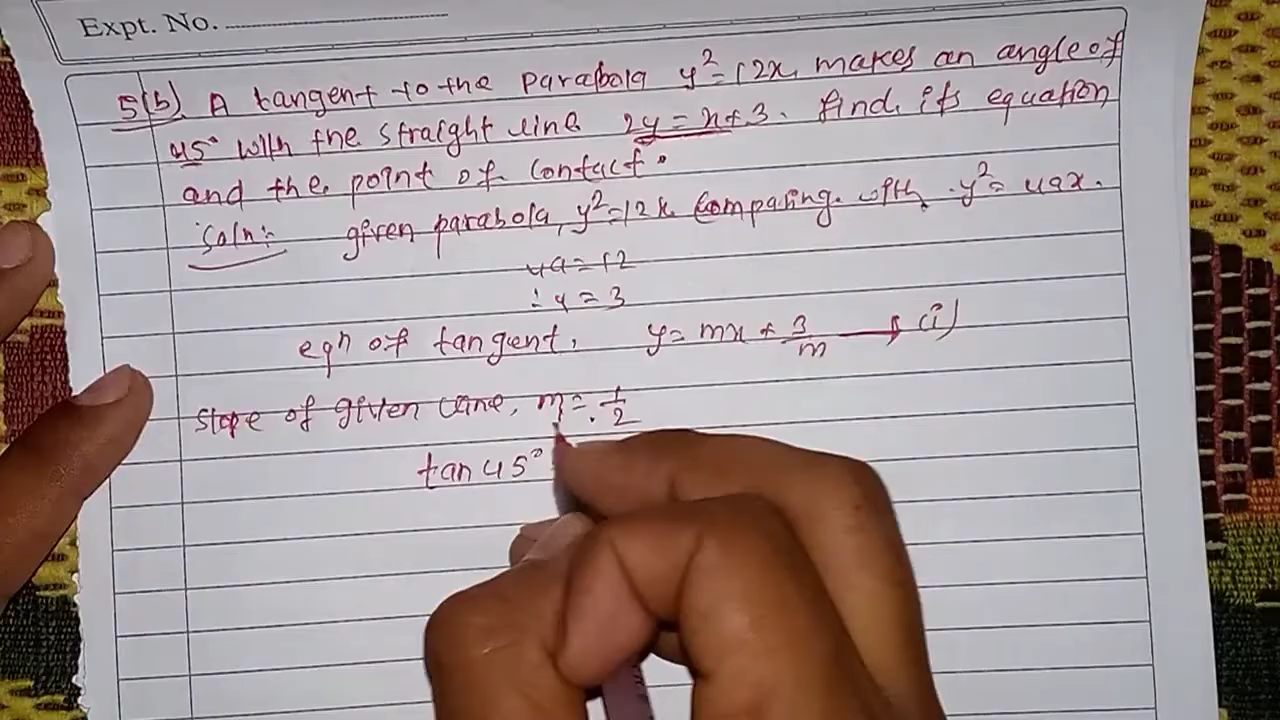 Expt. No.
5(b). A tangent to the parabola y²=12x, makes an angle of
45° with the straight line 2y=x+3. find its equation
and the point of contact.
Soln: given parabola, y²=12x comparing with y²=4ax.
4a=12
∴ a=3
eqn of tangent, y=mx+3/m → (i)
slope of given line, m=1/2
tan45°